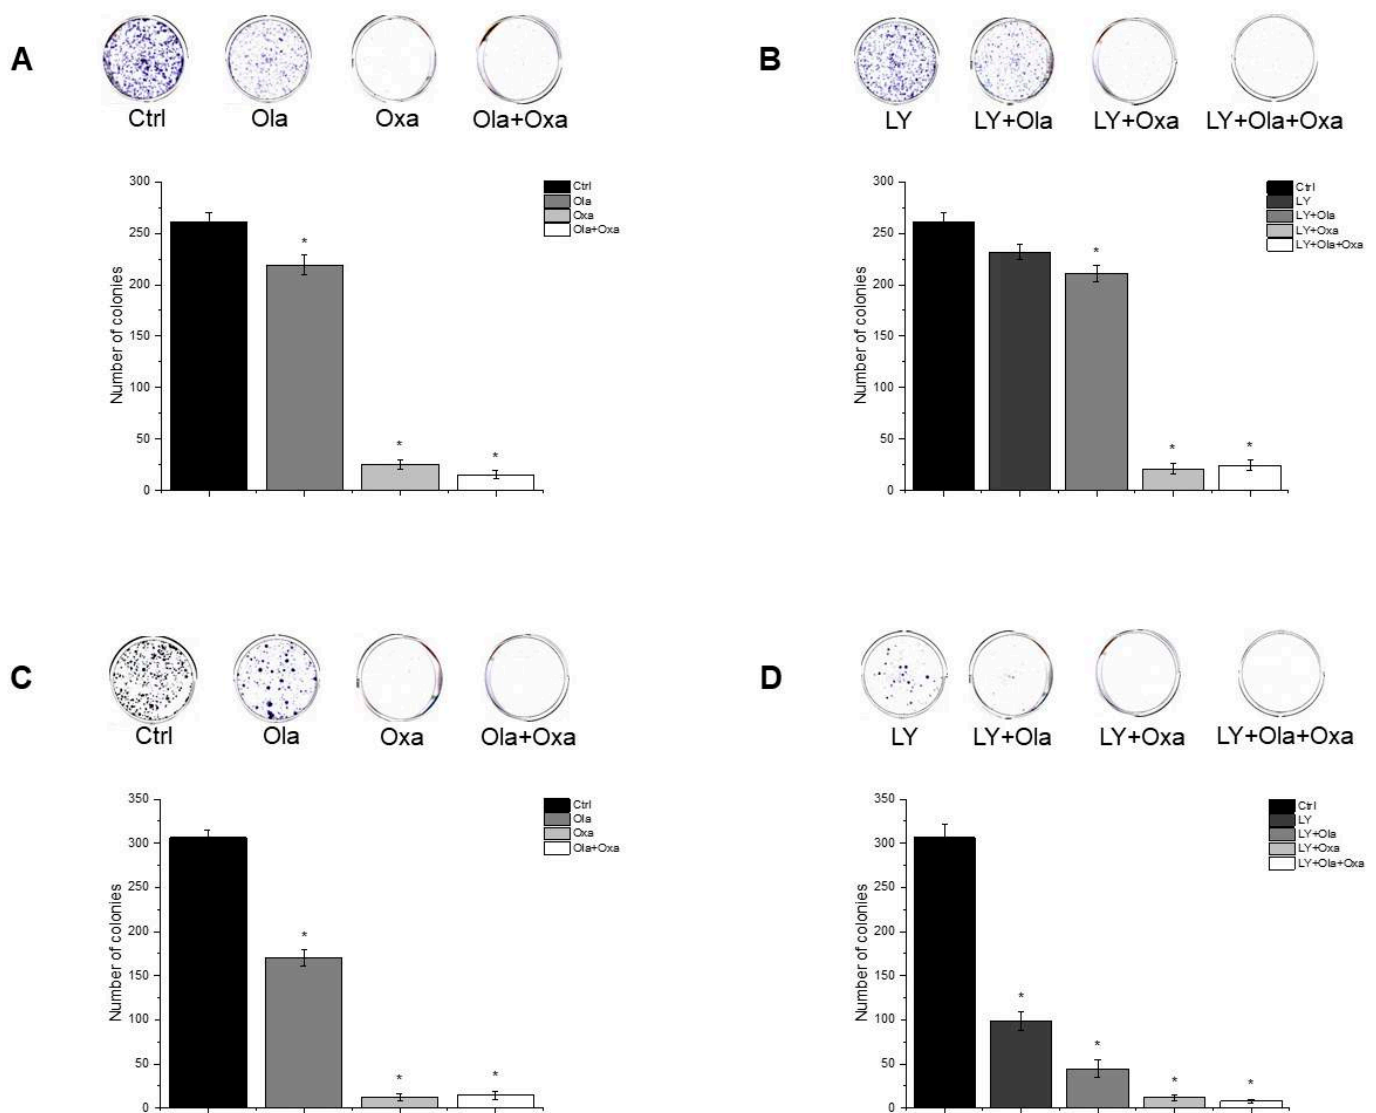 A
Ctrl
Ola
Oxa
Ola+Oxa
Number of colonies
300
250
200
150
100
50
0
*
*
*
Ctrl
Ola
Oxa
Ola+Oxa
B
LY
LY+Ola
LY+Oxa
LY+Ola+Oxa
Number of colonies
300
250
200
150
100
50
0
*
*
*
Ctrl
LY
LY+Ola
LY+Oxa
LY+Ola+Oxa
C
Ctrl
Ola
Oxa
Ola+Oxa
Number of colonies
350
300
250
200
150
100
50
0
*
*
*
Ctrl
Ola
Oxa
Ola+Oxa
D
LY
LY+Ola
LY+Oxa
LY+Ola+Oxa
Number of colonies
350
300
250
200
150
100
50
0
*
*
*
*
Ctrl
LY
LY+Ola
LY+Oxa
LY+Ola+Oxa